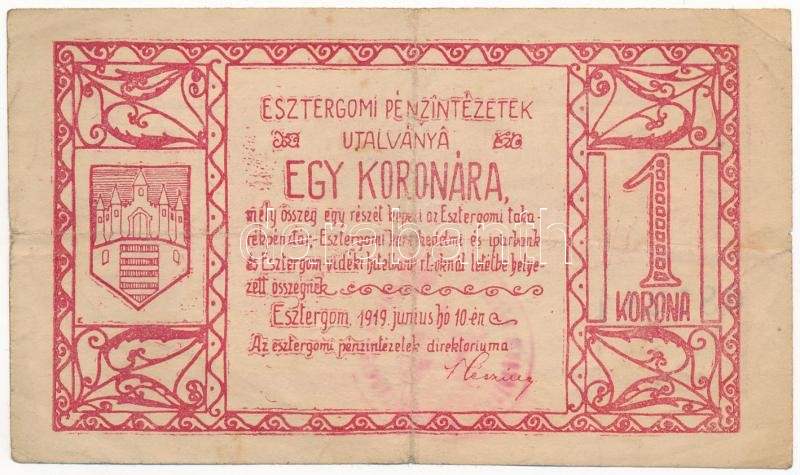 ESZTERGOMI PÉNZINTÉZETEK
UTALVÁNYA
EGY KORONÁRA,
mely összeg egy részét képezi az Esztergomi taka
rékpénztár, Esztergomi kereskedelmi és iparbank
és Esztergom vidéki hitelbank r.t.-oknál letétbe helye-
zett összegnek
Esztergom, 1919. junius hó 10-én
Az esztergomi pénzintézetek direktoriuma
1
KORONA
darabanth